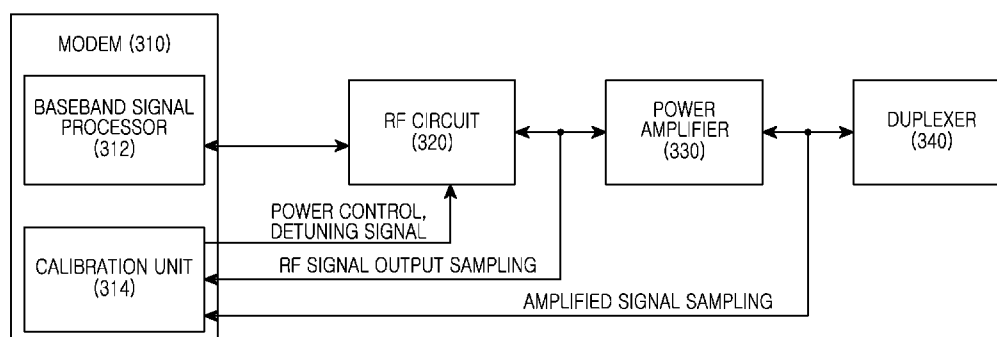 MODEM (310)
BASEBAND SIGNAL
PROCESSOR
(312)
RF CIRCUIT
(320)
POWER
AMPLIFIER
(330)
DUPLEXER
(340)
POWER CONTROL,
DETUNING SIGNAL
CALIBRATION UNIT
(314)
RF SIGNAL OUTPUT SAMPLING
AMPLIFIED SIGNAL SAMPLING